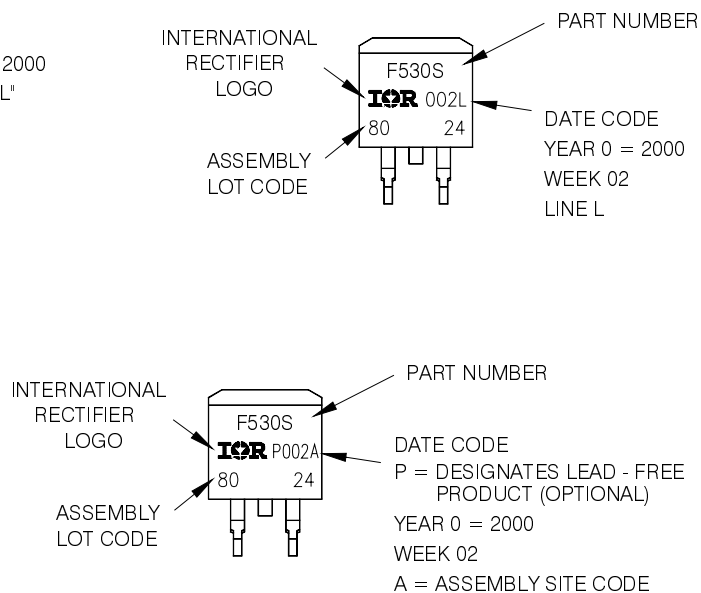 2000
L"
PART NUMBER
INTERNATIONAL
RECTIFIER
LOGO
F530S
IOR 002L
80 24
ASSEMBLY
LOT CODE
DATE CODE
YEAR 0 = 2000
WEEK 02
LINE L
PART NUMBER
INTERNATIONAL
RECTIFIER
LOGO
F530S
IOR P002A
80 24
ASSEMBLY
LOT CODE
DATE CODE
P = DESIGNATES LEAD - FREE
PRODUCT (OPTIONAL)
YEAR 0 = 2000
WEEK 02
A = ASSEMBLY SITE CODE